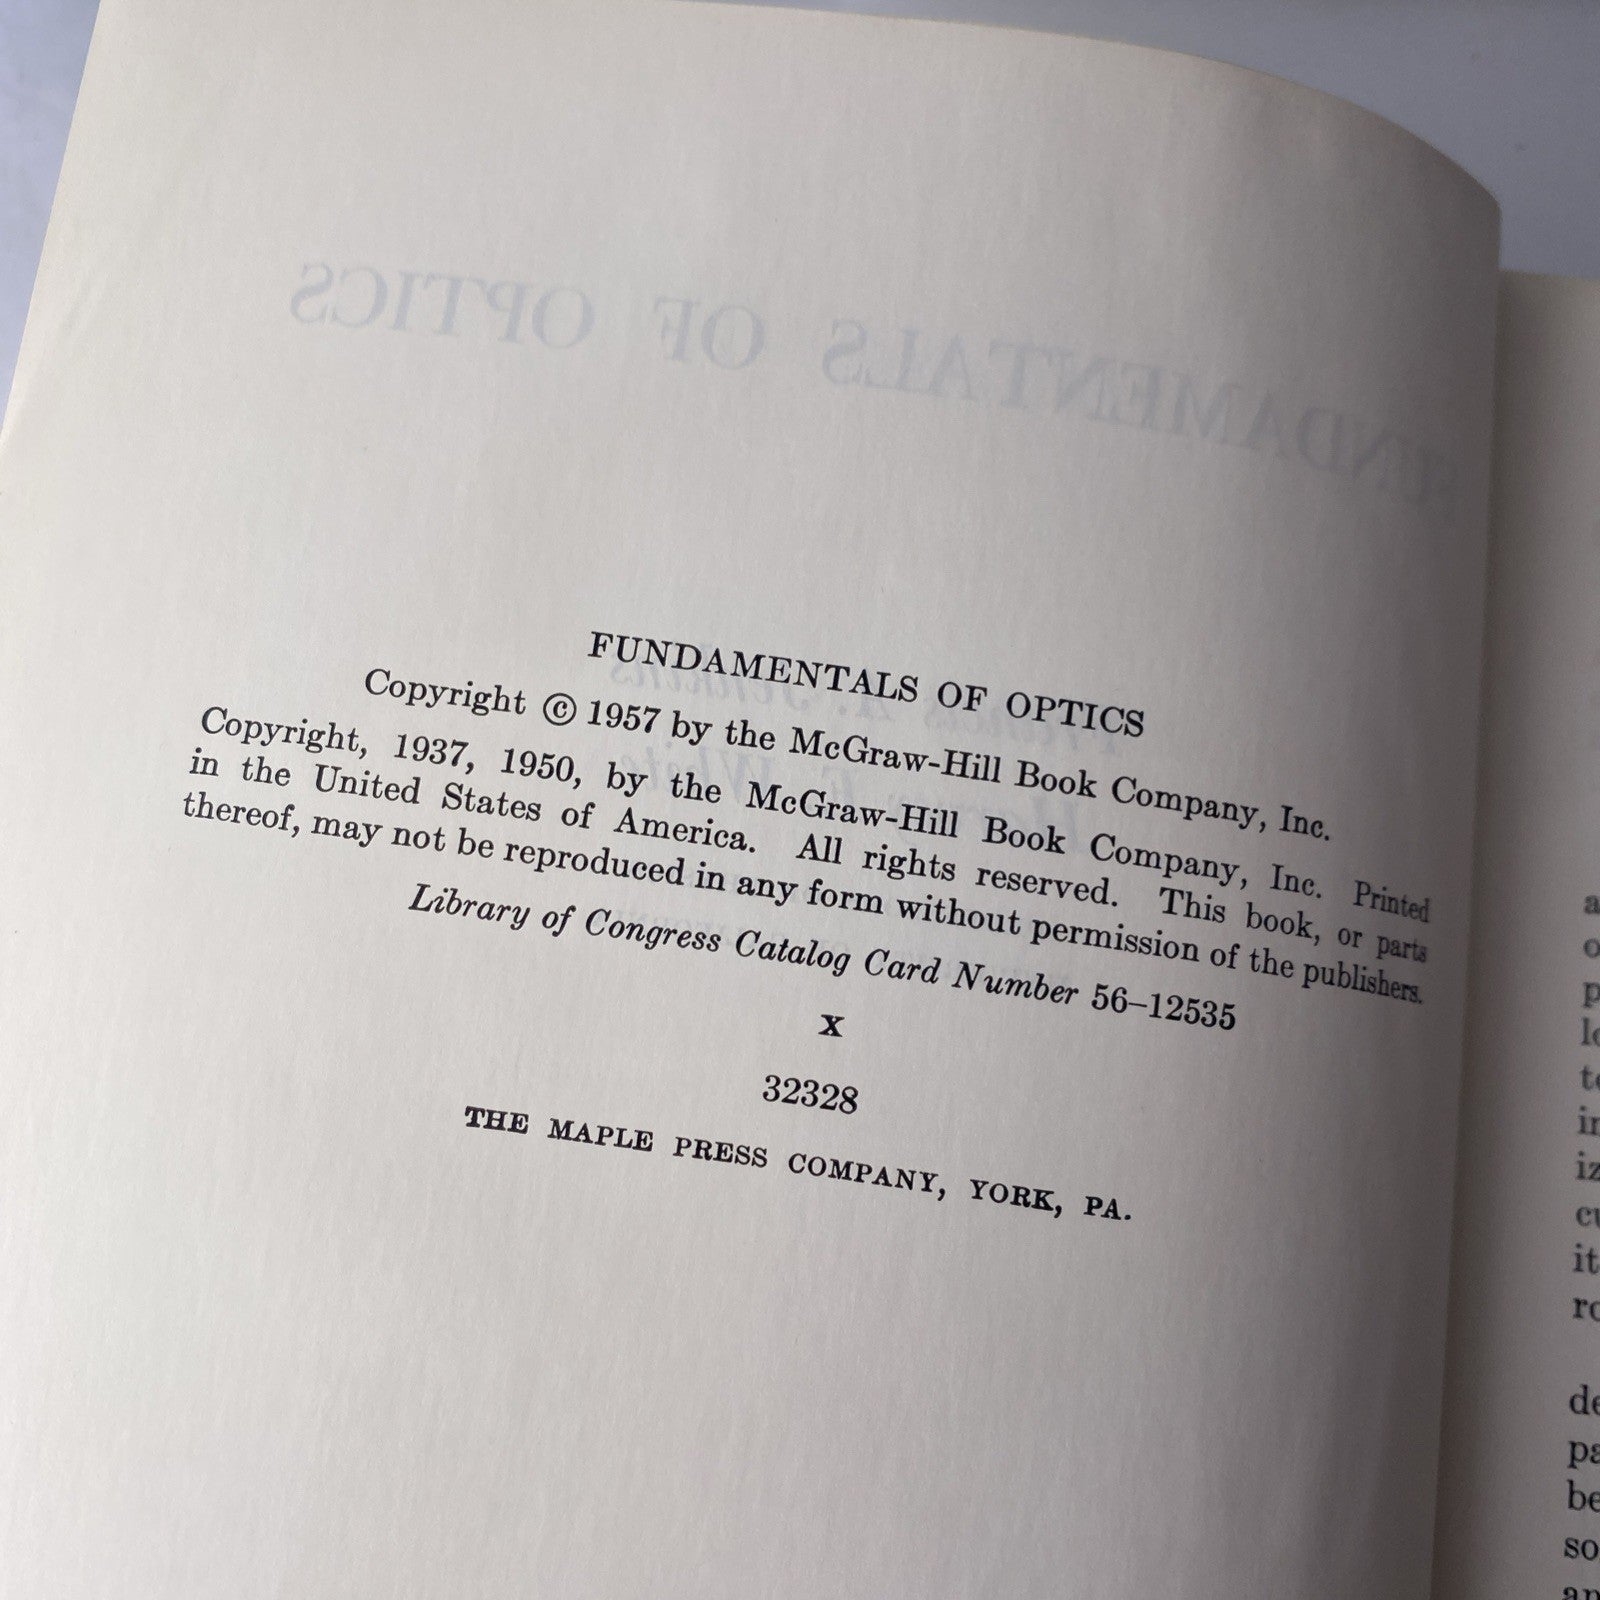 FUNDAMENTALS OF OPTICS
FUNDAMENTALS OF OPTICS
Copyright © 1957 by the McGraw-Hill Book Company, Inc.
Copyright, 1937, 1950, by the McGraw-Hill Book Company, Inc. Printed
in the United States of America. All rights reserved. This book, or parts
thereof, may not be reproduced in any form without permission of the publishers.
Library of Congress Catalog Card Number 56–12535
X
32328
THE MAPLE PRESS COMPANY, YORK, PA.